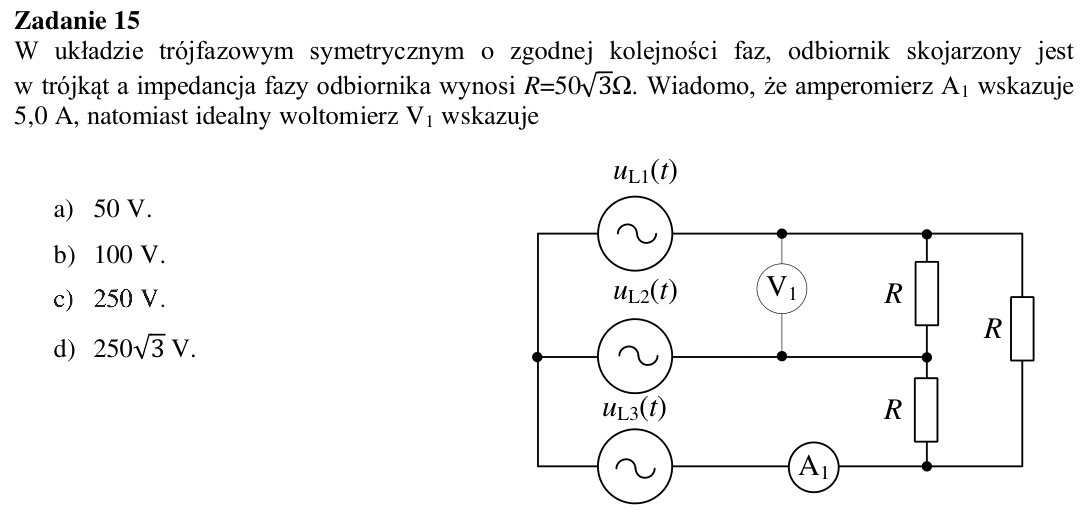 Zadanie 15
W układzie trójfazowym symetrycznym o zgodnej kolejności faz, odbiornik skojarzony jest
w trójkąt a impedancja fazy odbiornika wynosi R=50√3Ω. Wiadomo, że amperomierz A₁ wskazuje
5,0 A, natomiast idealny woltomierz V₁ wskazuje
uL1(t)
a) 50 V.
b) 100 V.
uL2(t)
V₁
R
c) 250 V.
R
d) 250√3 V.
uL3(t)
R
A₁